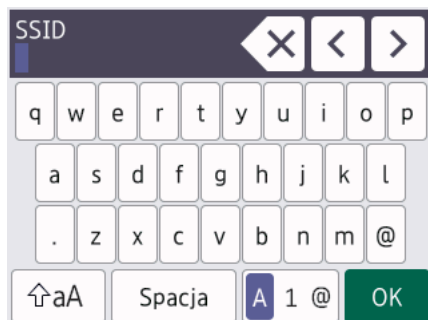 SSID
q w e r t y u i o p
a s d f g h j k l
. z x c v b n m @
aA Spacja A 1 @ OK